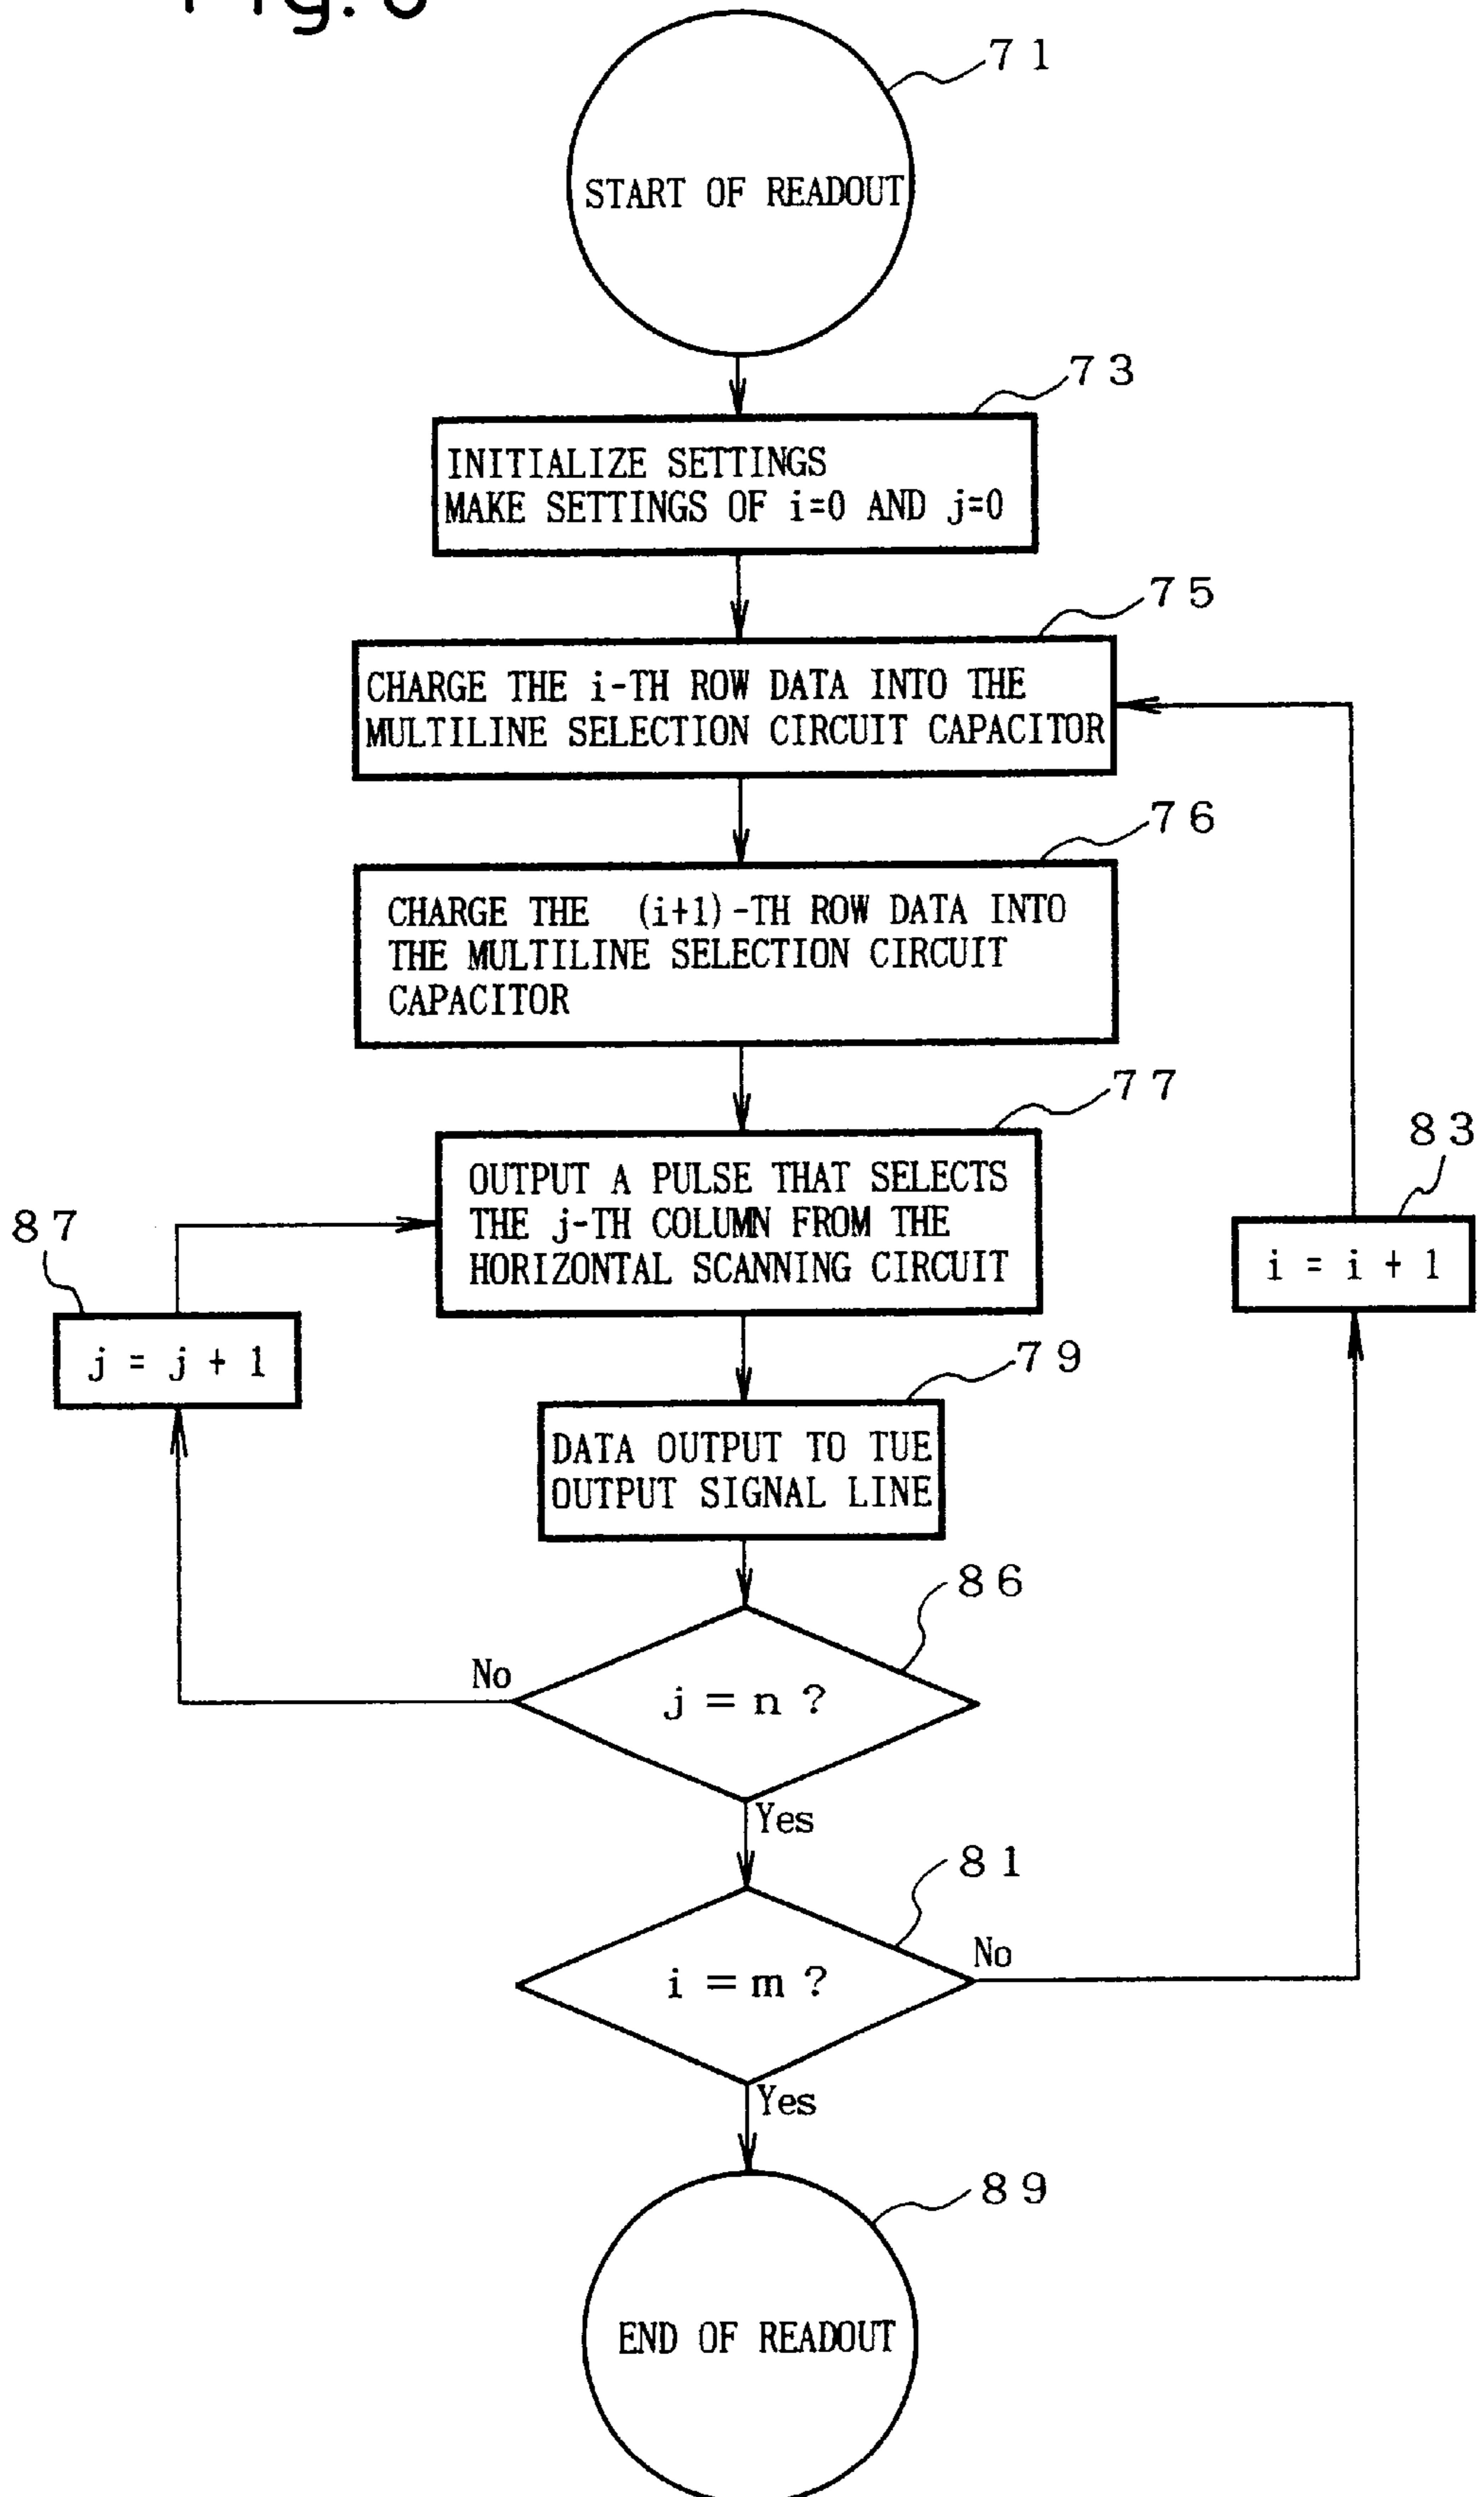 71
START OF READOUT
73
INITIALIZE SETTINGS
MAKE SETTINGS OF i=0 AND j=0
75
CHARGE THE i-TH ROW DATA INTO THE
MULTILINE SELECTION CIRCUIT CAPACITOR
76
CHARGE THE (i+1)-TH ROW DATA INTO
THE MULTILINE SELECTION CIRCUIT
CAPACITOR
77
OUTPUT A PULSE THAT SELECTS
THE j-TH COLUMN FROM THE
HORIZONTAL SCANNING CIRCUIT
83
i = i + 1
87
j = j + 1
79
DATA OUTPUT TO TUE
OUTPUT SIGNAL LINE
86
No
j = n ?
Yes
81
No
i = m ?
Yes
89
END OF READOUT